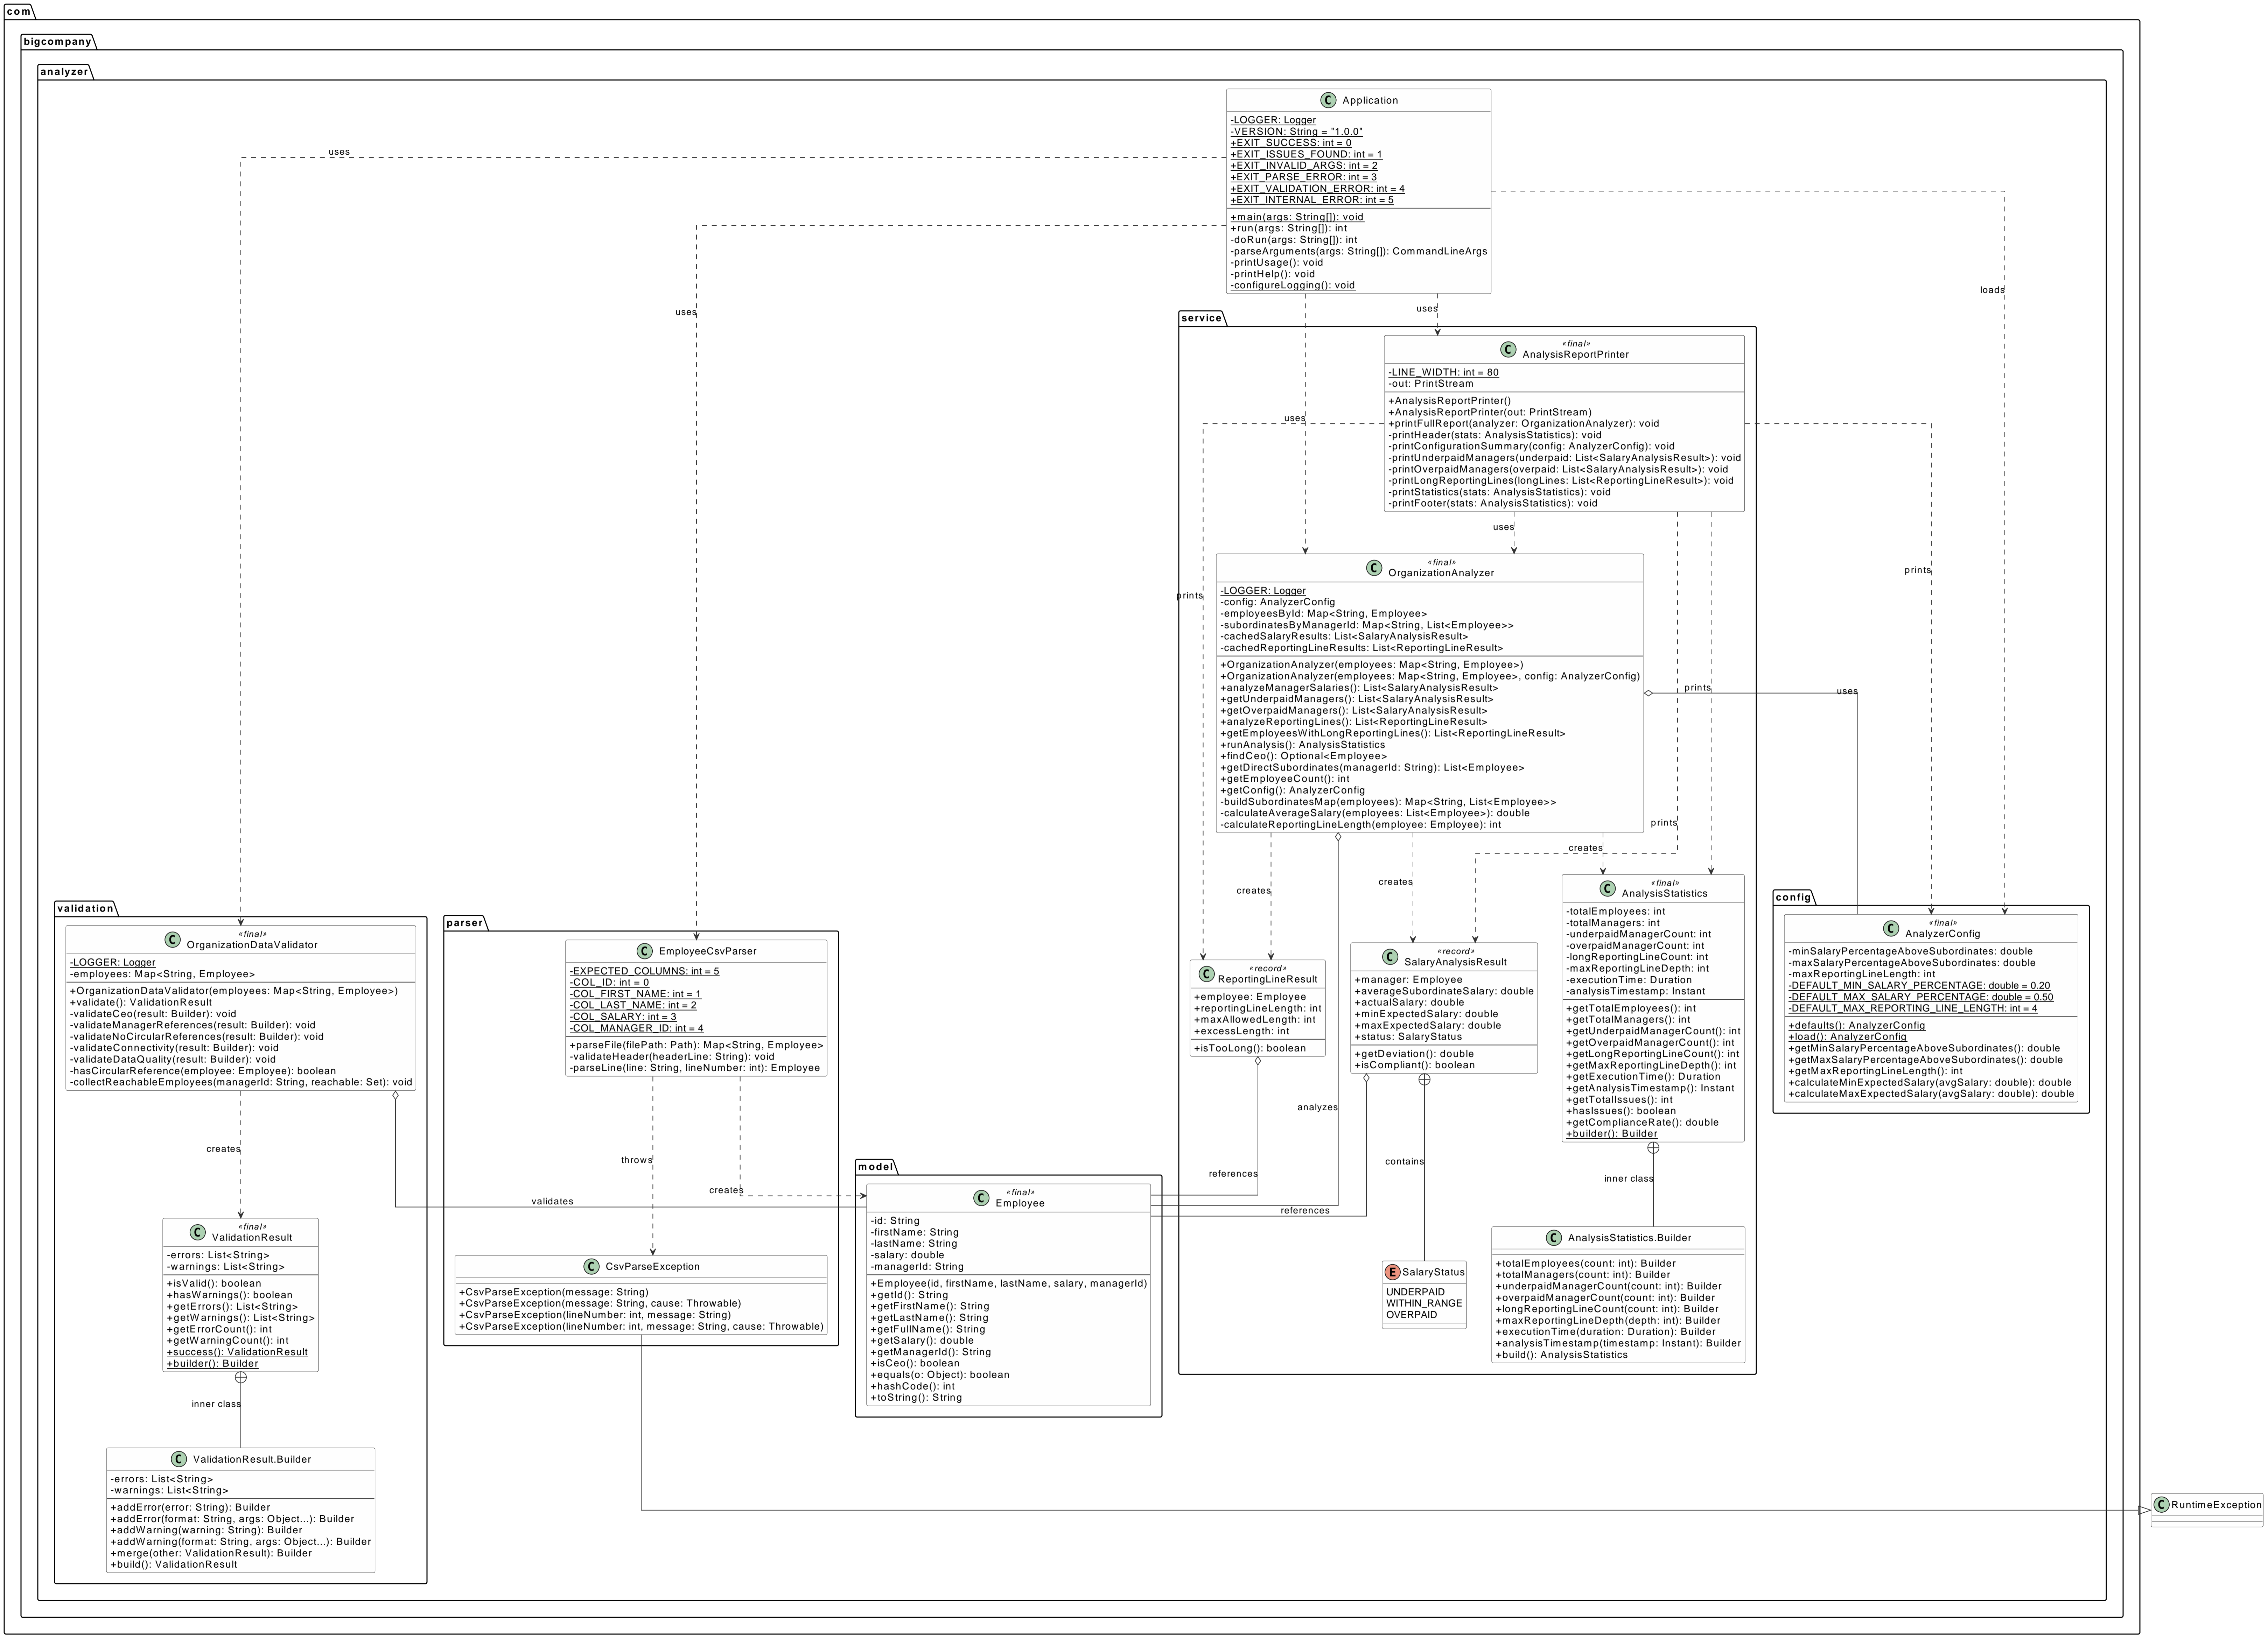 com
bigcompany
analyzer
Application
-LOGGER: Logger
-VERSION: String = "1.0.0"
+EXIT_SUCCESS: int = 0
+EXIT_ISSUES_FOUND: int = 1
+EXIT_INVALID_ARGS: int = 2
+EXIT_PARSE_ERROR: int = 3
+EXIT_VALIDATION_ERROR: int = 4
+EXIT_INTERNAL_ERROR: int = 5
+main(args: String[]): void
+run(args: String[]): int
-doRun(args: String[]): int
-parseArguments(args: String[]): CommandLineArgs
-printUsage(): void
-printHelp(): void
-configureLogging(): void
uses
uses
loads
uses
uses
service
«final»
AnalysisReportPrinter
-LINE_WIDTH: int = 80
-out: PrintStream
+AnalysisReportPrinter()
+AnalysisReportPrinter(out: PrintStream)
+printFullReport(analyzer: OrganizationAnalyzer): void
-printHeader(stats: AnalysisStatistics): void
-printConfigurationSummary(config: AnalyzerConfig): void
-printUnderpaidManagers(underpaid: List<SalaryAnalysisResult>): void
-printOverpaidManagers(overpaid: List<SalaryAnalysisResult>): void
-printLongReportingLines(longLines: List<ReportingLineResult>): void
-printStatistics(stats: AnalysisStatistics): void
-printFooter(stats: AnalysisStatistics): void
uses
prints
prints
«final»
OrganizationAnalyzer
-LOGGER: Logger
-config: AnalyzerConfig
-employeesById: Map<String, Employee>
-subordinatesByManagerId: Map<String, List<Employee>>
-cachedSalaryResults: List<SalaryAnalysisResult>
-cachedReportingLineResults: List<ReportingLineResult>
+OrganizationAnalyzer(employees: Map<String, Employee>)
+OrganizationAnalyzer(employees: Map<String, Employee>, config: AnalyzerConfig)
+analyzeManagerSalaries(): List<SalaryAnalysisResult>
+getUnderpaidManagers(): List<SalaryAnalysisResult>
+getOverpaidManagers(): List<SalaryAnalysisResult>
+analyzeReportingLines(): List<ReportingLineResult>
+getEmployeesWithLongReportingLines(): List<ReportingLineResult>
+runAnalysis(): AnalysisStatistics
+findCeo(): Optional<Employee>
+getDirectSubordinates(managerId: String): List<Employee>
+getEmployeeCount(): int
+getConfig(): AnalyzerConfig
-buildSubordinatesMap(employees): Map<String, List<Employee>>
-calculateAverageSalary(employees: List<Employee>): double
-calculateReportingLineLength(employee: Employee): int
prints
uses
prints
creates
creates
creates
«record»
ReportingLineResult
+employee: Employee
+reportingLineLength: int
+maxAllowedLength: int
+excessLength: int
+isTooLong(): boolean
«record»
SalaryAnalysisResult
+manager: Employee
+averageSubordinateSalary: double
+actualSalary: double
+minExpectedSalary: double
+maxExpectedSalary: double
+status: SalaryStatus
+getDeviation(): double
+isCompliant(): boolean
«final»
AnalysisStatistics
-totalEmployees: int
-totalManagers: int
-underpaidManagerCount: int
-overpaidManagerCount: int
-longReportingLineCount: int
-maxReportingLineDepth: int
-executionTime: Duration
-analysisTimestamp: Instant
+getTotalEmployees(): int
+getTotalManagers(): int
+getUnderpaidManagerCount(): int
+getOverpaidManagerCount(): int
+getLongReportingLineCount(): int
+getMaxReportingLineDepth(): int
+getExecutionTime(): Duration
+getAnalysisTimestamp(): Instant
+getTotalIssues(): int
+hasIssues(): boolean
+getComplianceRate(): double
+builder(): Builder
analyzes
references
references
contains
inner class
SalaryStatus
UNDERPAID
WITHIN_RANGE
OVERPAID
AnalysisStatistics.Builder
+totalEmployees(count: int): Builder
+totalManagers(count: int): Builder
+underpaidManagerCount(count: int): Builder
+overpaidManagerCount(count: int): Builder
+longReportingLineCount(count: int): Builder
+maxReportingLineDepth(depth: int): Builder
+executionTime(duration: Duration): Builder
+analysisTimestamp(timestamp: Instant): Builder
+build(): AnalysisStatistics
config
«final»
AnalyzerConfig
-minSalaryPercentageAboveSubordinates: double
-maxSalaryPercentageAboveSubordinates: double
-maxReportingLineLength: int
-DEFAULT_MIN_SALARY_PERCENTAGE: double = 0.20
-DEFAULT_MAX_SALARY_PERCENTAGE: double = 0.50
-DEFAULT_MAX_REPORTING_LINE_LENGTH: int = 4
+defaults(): AnalyzerConfig
+load(): AnalyzerConfig
+getMinSalaryPercentageAboveSubordinates(): double
+getMaxSalaryPercentageAboveSubordinates(): double
+getMaxReportingLineLength(): int
+calculateMinExpectedSalary(avgSalary: double): double
+calculateMaxExpectedSalary(avgSalary: double): double
validation
«final»
OrganizationDataValidator
-LOGGER: Logger
-employees: Map<String, Employee>
+OrganizationDataValidator(employees: Map<String, Employee>)
+validate(): ValidationResult
-validateCeo(result: Builder): void
-validateManagerReferences(result: Builder): void
-validateNoCircularReferences(result: Builder): void
-validateConnectivity(result: Builder): void
-validateDataQuality(result: Builder): void
-hasCircularReference(employee: Employee): boolean
-collectReachableEmployees(managerId: String, reachable: Set): void
creates
validates
«final»
ValidationResult
-errors: List<String>
-warnings: List<String>
+isValid(): boolean
+hasWarnings(): boolean
+getErrors(): List<String>
+getWarnings(): List<String>
+getErrorCount(): int
+getWarningCount(): int
+success(): ValidationResult
+builder(): Builder
inner class
ValidationResult.Builder
-errors: List<String>
-warnings: List<String>
+addError(error: String): Builder
+addError(format: String, args: Object...): Builder
+addWarning(warning: String): Builder
+addWarning(format: String, args: Object...): Builder
+merge(other: ValidationResult): Builder
+build(): ValidationResult
parser
EmployeeCsvParser
-EXPECTED_COLUMNS: int = 5
-COL_ID: int = 0
-COL_FIRST_NAME: int = 1
-COL_LAST_NAME: int = 2
-COL_SALARY: int = 3
-COL_MANAGER_ID: int = 4
+parseFile(filePath: Path): Map<String, Employee>
-validateHeader(headerLine: String): void
-parseLine(line: String, lineNumber: int): Employee
throws
creates
CsvParseException
+CsvParseException(message: String)
+CsvParseException(message: String, cause: Throwable)
+CsvParseException(lineNumber: int, message: String)
+CsvParseException(lineNumber: int, message: String, cause: Throwable)
model
«final»
Employee
-id: String
-firstName: String
-lastName: String
-salary: double
-managerId: String
+Employee(id, firstName, lastName, salary, managerId)
+getId(): String
+getFirstName(): String
+getLastName(): String
+getFullName(): String
+getSalary(): double
+getManagerId(): String
+isCeo(): boolean
+equals(o: Object): boolean
+hashCode(): int
+toString(): String
RuntimeException